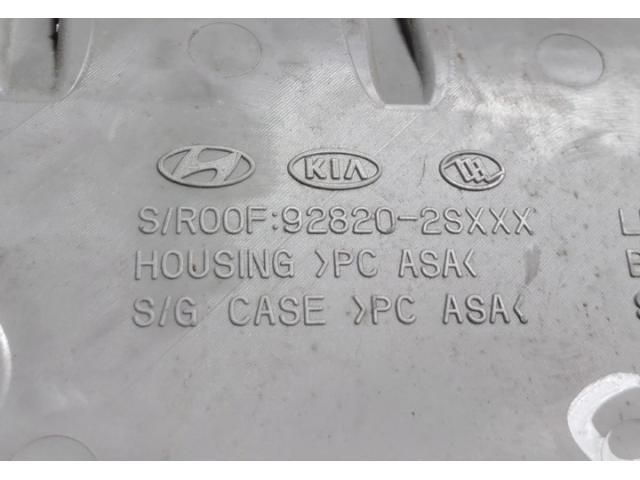 KIA
S/ROOF:92820-2SXXX L
HOUSING >PC ASA< E
S/G CASE >PC ASA< S